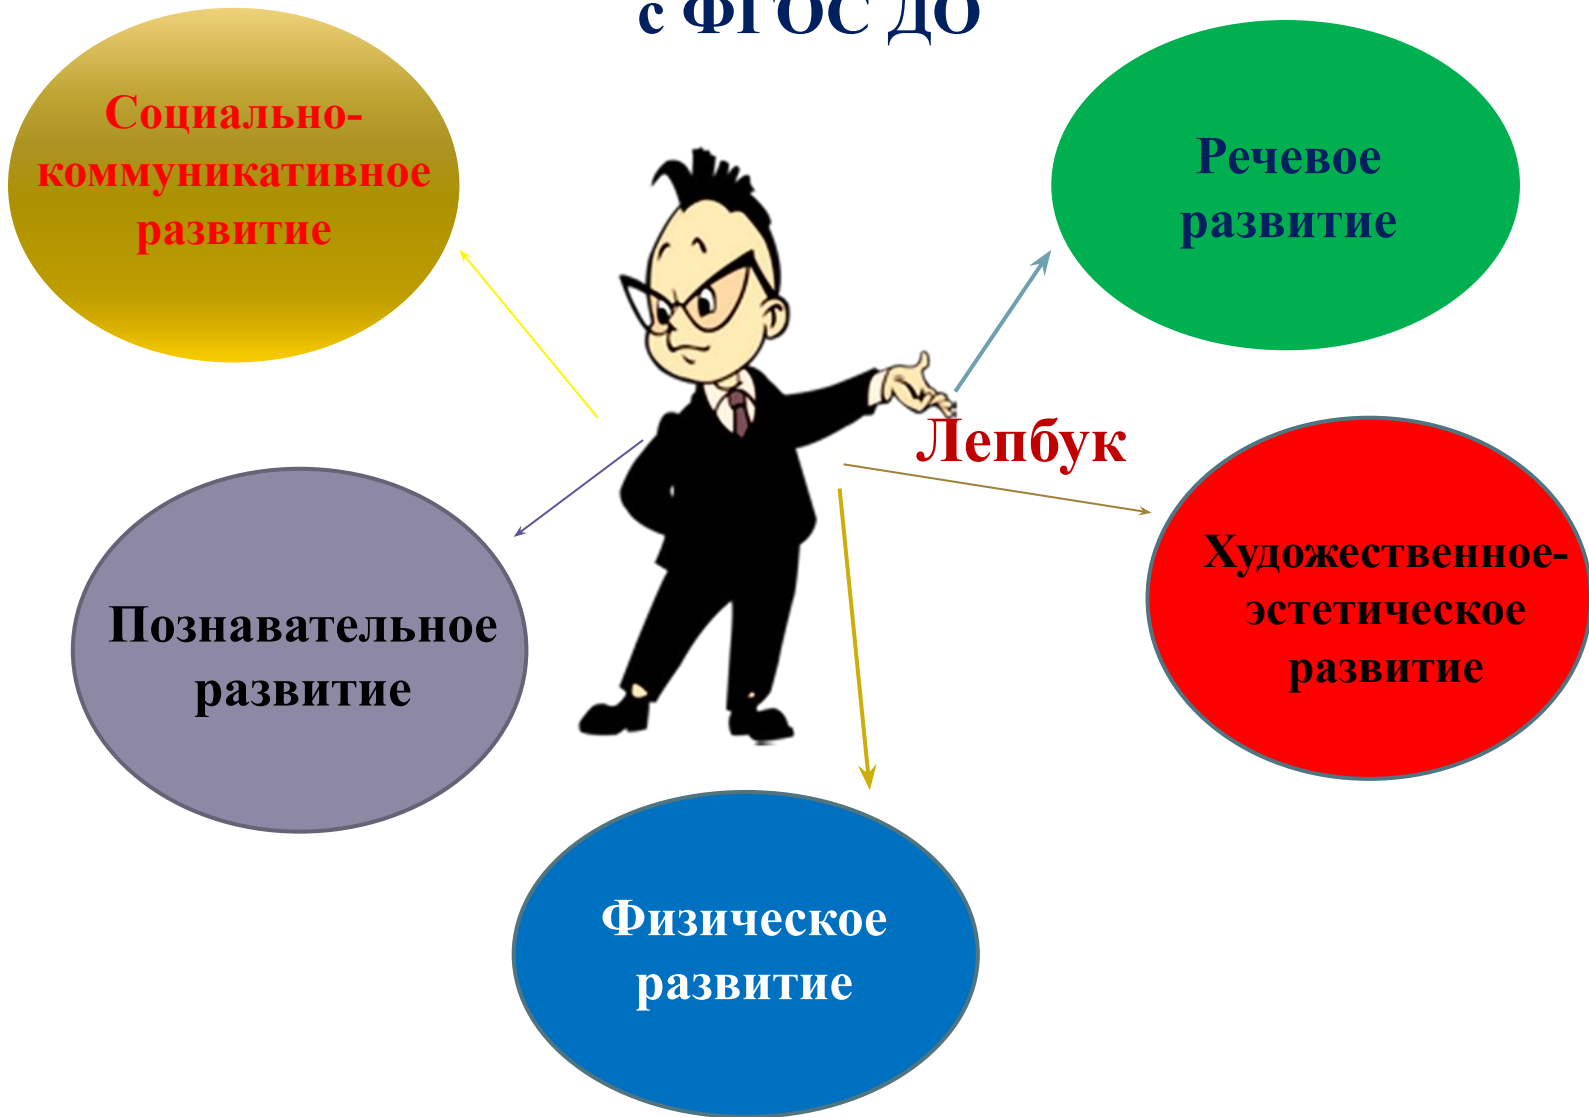 с ФГОС ДО
Социально-
коммуникативное
развитие
Речевое
развитие
Лепбук
Художественное-
эстетическое
развитие
Познавательное
развитие
Физическое
развитие